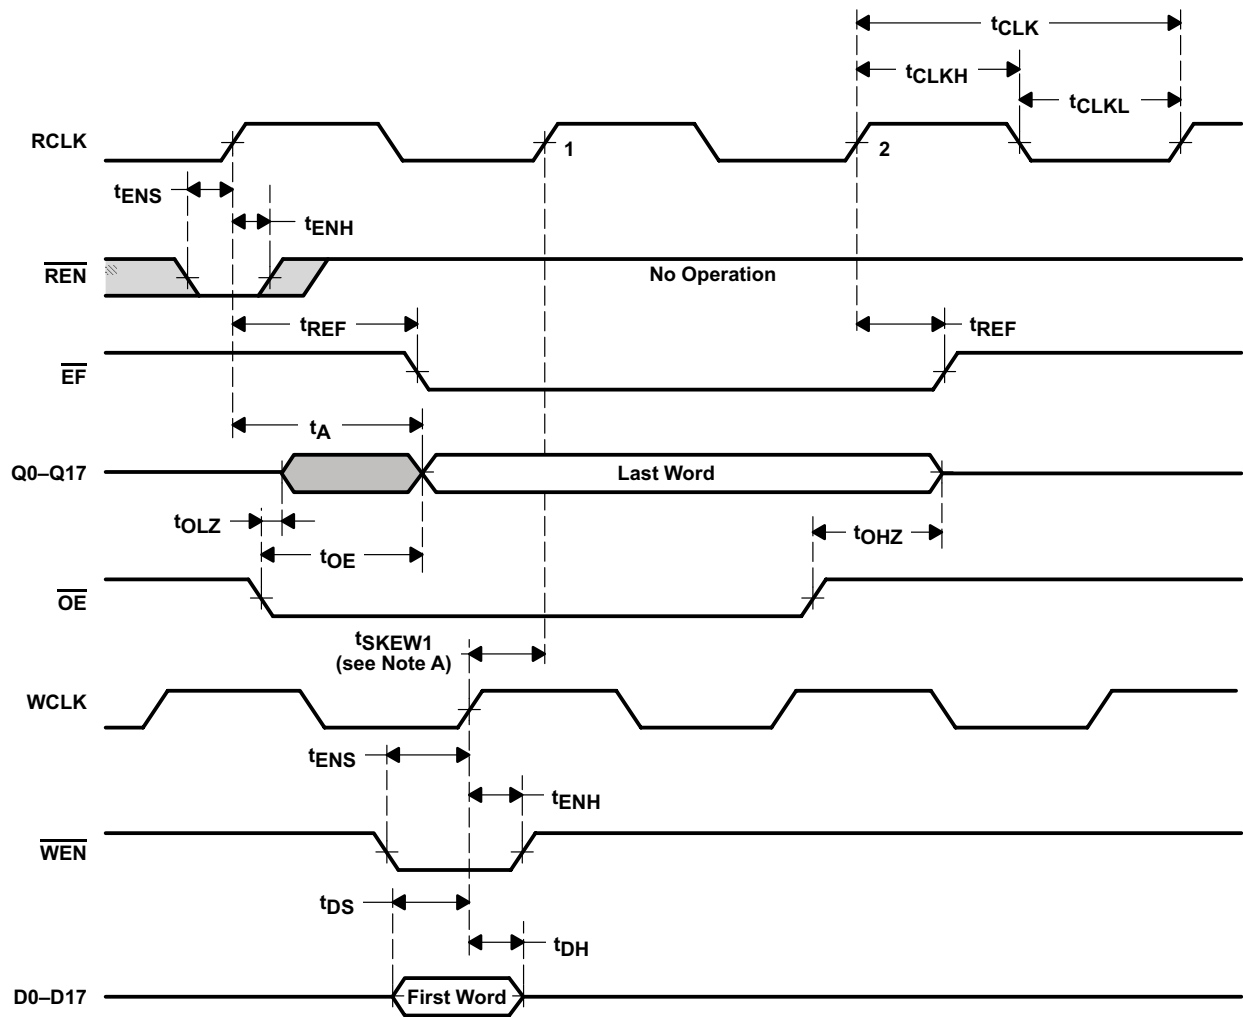 tCLK
tCLKH
tCLKL
RCLK
1
2
tENS
tENH
REN
No Operation
tREF
tREF
EF
tA
Q0–Q17
Last Word
tOLZ
tOHZ
tOE
OE
tSKEW1
(see Note A)
WCLK
tENS
tENH
WEN
tDS
tDH
D0–D17
First Word